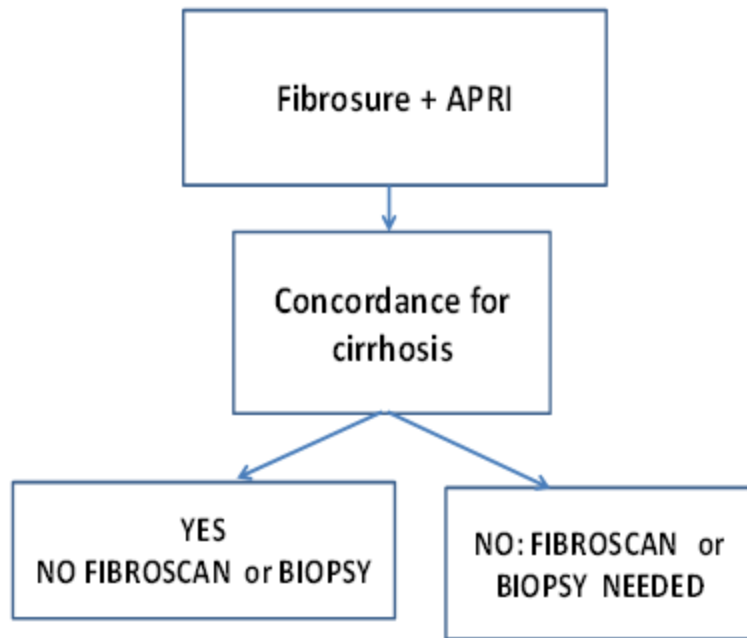 Fibrosure + APRI
Concordance for
cirrhosis
YES
NO FIBROSCAN or BIOPSY
NO: FIBROSCAN or
BIOPSY NEEDED